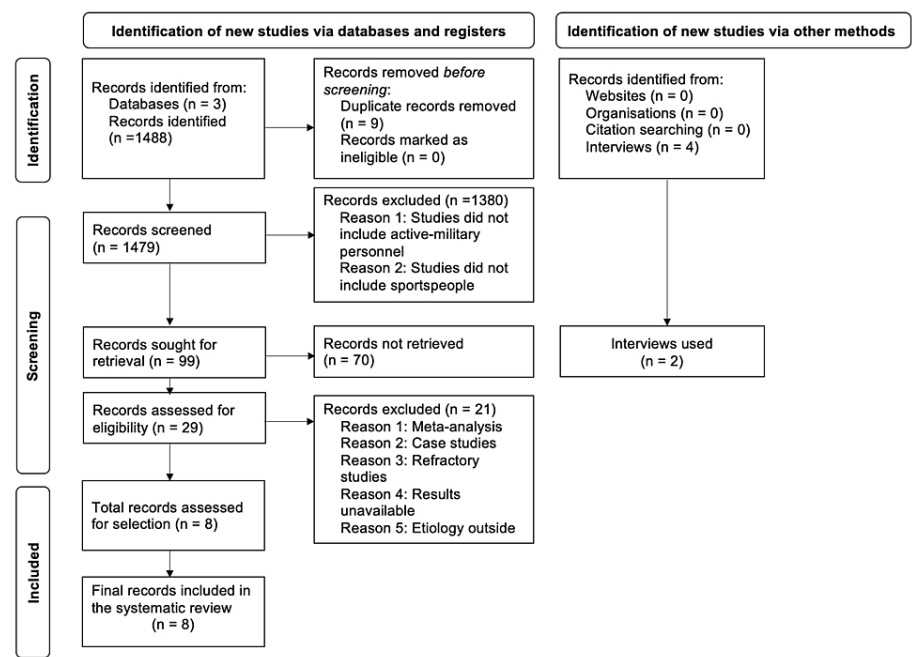 Identification of new studies via databases and registers
Identification of new studies via other methods
Identification
Records identified from:
Databases (n = 3)
Records identified
(n =1488)
Records removed before
screening:
Duplicate records removed
(n = 9)
Records marked as
ineligible (n = 0)
Records identified from:
Websites (n = 0)
Organisations (n = 0)
Citation searching (n = 0)
Interviews (n = 4)
Screening
Records screened
(n = 1479)
Records excluded (n =1380)
Reason 1: Studies did not
include active-military
personnel
Reason 2: Studies did not
include sportspeople
Records sought for
retrieval (n = 99)
Records not retrieved
(n = 70)
Interviews used
(n = 2)
Records assessed for
eligibility (n = 29)
Records excluded (n = 21)
Reason 1: Meta-analysis
Reason 2: Case studies
Reason 3: Refractory
studies
Reason 4: Results
unavailable
Reason 5: Etiology outside
Included
Total records assessed
for selection (n = 8)
Final records included in
the systematic review
(n = 8)